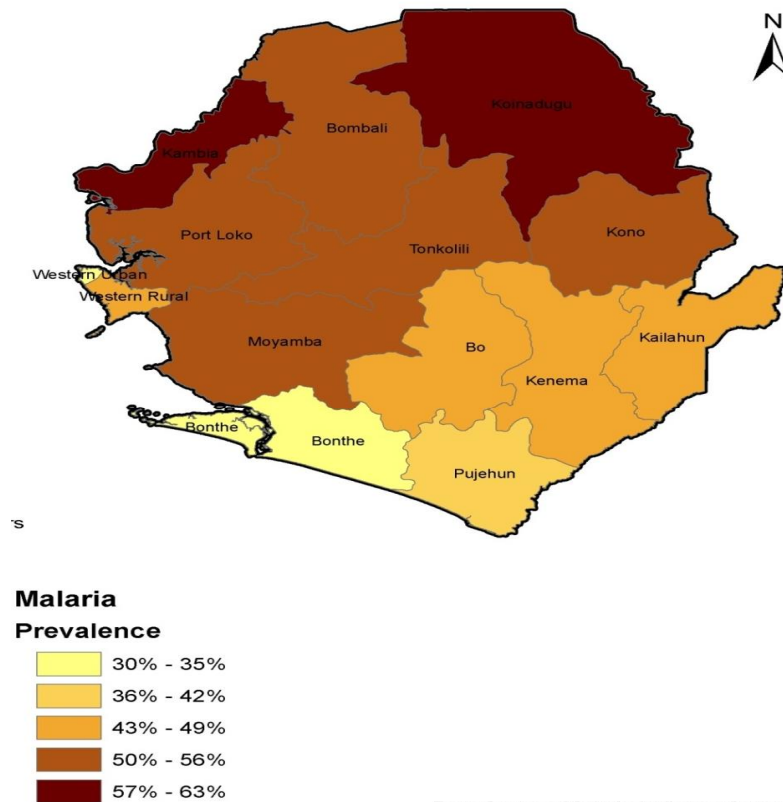 N
Koinadugu
Bombali
Kambia
Port Loko
Kono
Tonkolili
Western Urban
Western Rural
Moyamba
Bo
Kailahun
Kenema
Bonthe
Bonthe
Pujehun
rs
Malaria
Prevalence
30% - 35%
36% - 42%
43% - 49%
50% - 56%
57% - 63%